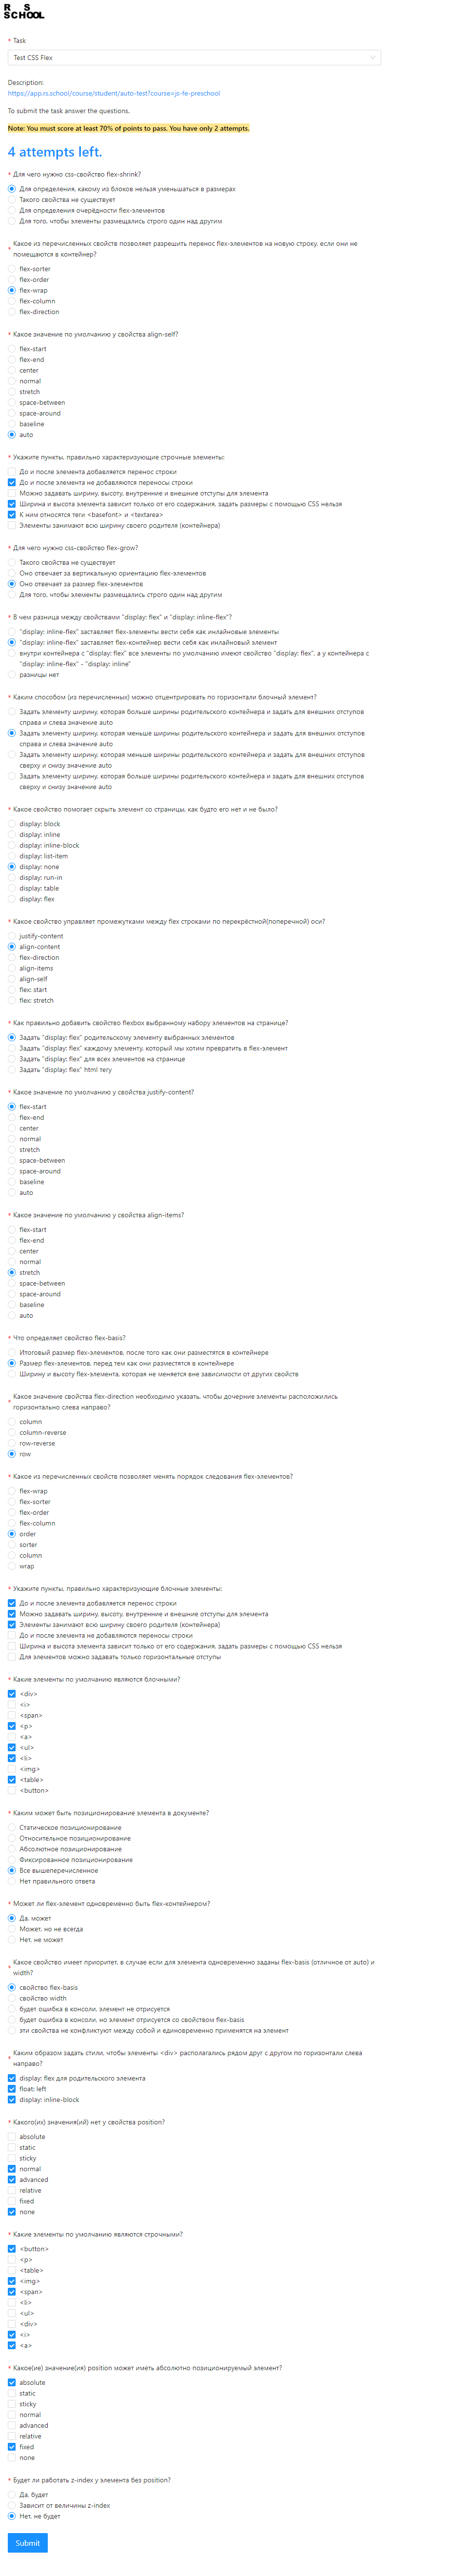 R S
SCHOOL
* Task
Test CSS Flex
Description:
https://app.rs.school/course/student/auto-test?course=js-fe-preschool
To submit the task answer the questions.
Note: You must score at least 70% of points to pass. You have only 2 attempts.
4 attempts left.
* Для чего нужно css-свойство flex-shrink?
Для определения, какому из блоков нельзя уменьшаться в размерах
Такого свойства не существует
Для определения очерёдности flex-элементов
Для того, чтобы элементы размещались строго один над другим
* Какое из перечисленных свойств позволяет разрешить перенос flex-элементов на новую строку, если они не
помещаются в контейнер?
flex-sorter
flex-order
flex-wrap
flex-column
flex-direction
* Какое значение по умолчанию у свойства align-self?
flex-start
flex-end
center
normal
stretch
space-between
space-around
baseline
auto
* Укажите пункты, правильно характеризующие строчные элементы:
До и после элемента добавляется перенос строки
До и после элемента не добавляются переносы строки
Можно задавать ширину, высоту, внутренние и внешние отступы для элемента
Ширина и высота элемента зависит только от его содержания, задать размеры с помощью CSS нельзя
К ним относятся теги <basefont> и <textarea>
Элементы занимают всю ширину своего родителя (контейнера)
* Для чего нужно css-свойство flex-grow?
Такого свойства не существует
Оно отвечает за вертикальную ориентацию flex-элементов
Оно отвечает за размер flex-элементов
Для того, чтобы элементы размещались строго один над другим
* В чем разница между свойствами "display: flex" и "display: inline-flex"?
"display: inline-flex" заставляет flex-элементы вести себя как инлайновые элементы
"display: inline-flex" заставляет flex-контейнер вести себя как инлайновый элемент
внутри контейнера с "display: flex" все элементы по умолчанию имеют свойство "display: flex", а у контейнера с
"display: inline-flex" - "display: inline"
разницы нет
* Каким способом (из перечисленных) можно отцентрировать по горизонтали блочный элемент?
Задать элементу ширину, которая больше ширины родительского контейнера и задать для внешних отступов
справа и слева значение auto
Задать элементу ширину, которая меньше ширины родительского контейнера и задать для внешних отступов
справа и слева значение auto
Задать элементу ширину, которая меньше ширины родительского контейнера и задать для внешних отступов
сверху и снизу значение auto
Задать элементу ширину, которая больше ширины родительского контейнера и задать для внешних отступов
сверху и снизу значение auto
* Какое свойство помогает скрыть элемент со страницы, как будто его нет и не было?
display: block
display: inline
display: inline-block
display: list-item
display: none
display: run-in
display: table
display: flex
* Какое свойство управляет промежутками между flex строками по перекрёстной(поперечной) оси?
justify-content
align-content
flex-direction
align-items
align-self
flex: start
flex: stretch
* Как правильно добавить свойство flexbox выбранному набору элементов на странице?
Задать "display: flex" родительскому элементу выбранных элементов
Задать "display: flex" каждому элементу, который мы хотим превратить в flex-элемент
Задать "display: flex" для всех элементов на странице
Задать "display: flex" html тегу
* Какое значение по умолчанию у свойства justify-content?
flex-start
flex-end
center
normal
stretch
space-between
space-around
baseline
auto
* Какое значение по умолчанию у свойства align-items?
flex-start
flex-end
center
normal
stretch
space-between
space-around
baseline
auto
* Что определяет свойство flex-basis?
Итоговый размер flex-элементов, после того как они разместятся в контейнере
Размер flex-элементов, перед тем как они разместятся в контейнере
Ширину и высоту flex-элемента, которая не меняется вне зависимости от других свойств
* Какое значение свойства flex-direction необходимо указать, чтобы дочерние элементы расположились
горизонтально слева направо?
column
column-reverse
row-reverse
row
* Какое из перечисленных свойств позволяет менять порядок следования flex-элементов?
flex-wrap
flex-sorter
flex-order
flex-column
order
sorter
column
wrap
* Укажите пункты, правильно характеризующие блочные элементы:
До и после элемента добавляется перенос строки
Можно задавать ширину, высоту, внутренние и внешние отступы для элемента
Элементы занимают всю ширину своего родителя (контейнера)
До и после элемента не добавляются переносы строки
Ширина и высота элемента зависит только от его содержания, задать размеры с помощью CSS нельзя
Для элементов можно задавать только горизонтальные отступы
* Какие элементы по умолчанию являются блочными?
<div>
<i>
<span>
<p>
<a>
<ul>
<li>
<img>
<table>
<button>
* Каким может быть позиционирование элемента в документе?
Статическое позиционирование
Относительное позиционирование
Абсолютное позиционирование
Фиксированное позиционирование
Все вышеперечисленное
Нет правильного ответа
* Может ли flex-элемент одновременно быть flex-контейнером?
Да, может
Может, но не всегда
Нет, не может
* Какое свойство имеет приоритет, в случае если для элемента одновременно заданы flex-basis (отличное от auto) и
width?
свойство flex-basis
свойство width
будет ошибка в консоли, элемент не отрисуется
будет ошибка в консоли, но элемент отрисуется со свойством flex-basis
эти свойства не конфликтуют между собой и единовременно применятся на элемент
* Каким образом задать стили, чтобы элементы <div> располагались рядом друг с другом по горизонтали слева
направо?
display: flex для родительского элемента
float: left
display: inline-block
* Какого(их) значения(ий) нет у свойства position?
absolute
static
sticky
normal
advanced
relative
fixed
none
* Какие элементы по умолчанию являются строчными?
<button>
<p>
<table>
<img>
<span>
<li>
<ul>
<div>
<i>
<a>
* Какое(ие) значение(ия) position может иметь абсолютно позиционируемый элемент?
absolute
static
sticky
normal
advanced
relative
fixed
none
* Будет ли работать z-index у элемента без position?
Да, будет
Зависит от величины z-index
Нет, не будет
Submit